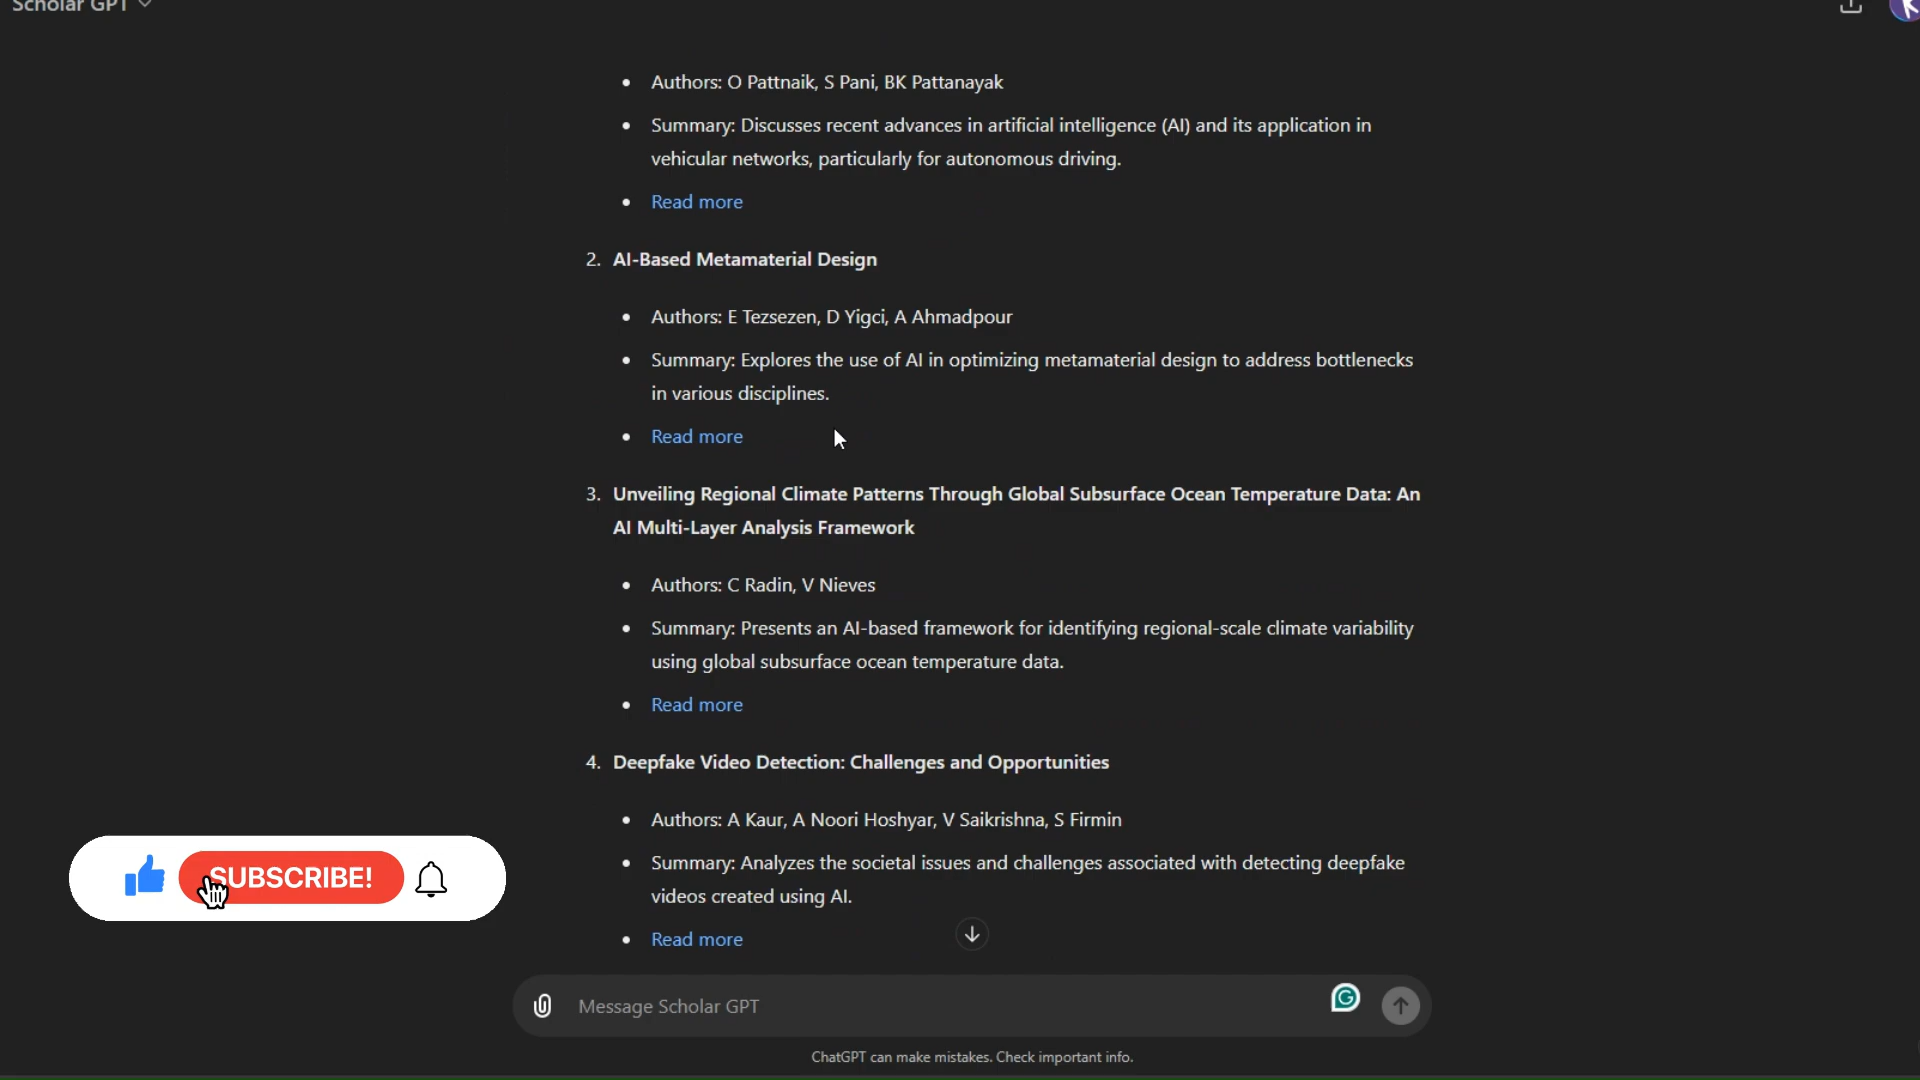 Scholar GPT
Authors: O Pattnaik, S Pani, BK Pattanayak
Summary: Discusses recent advances in artificial intelligence (AI) and its application in
vehicular networks, particularly for autonomous driving.
Read more
2. AI-Based Metamaterial Design
Authors: E Tezsezen, D Yigci, A Ahmadpour
Summary: Explores the use of AI in optimizing metamaterial design to address bottlenecks
in various disciplines.
Read more
3. Unveiling Regional Climate Patterns Through Global Subsurface Ocean Temperature Data: An
AI Multi-Layer Analysis Framework
Authors: C Radin, V Nieves
Summary: Presents an AI-based framework for identifying regional-scale climate variability
using global subsurface ocean temperature data.
Read more
4. Deepfake Video Detection: Challenges and Opportunities
Authors: A Kaur, A Noori Hoshyar, V Saikrishna, S Firmin
Summary: Analyzes the societal issues and challenges associated with detecting deepfake
videos created using AI.
Read more
SUBSCRIBE!
Message Scholar GPT
ChatGPT can make mistakes. Check important info.